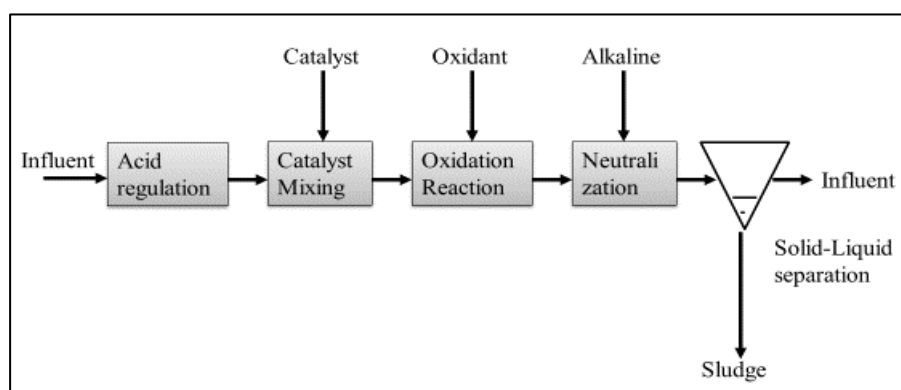 Catalyst
Oxidant
Alkaline
Influent
Acid
regulation
Catalyst
Mixing
Oxidation
Reaction
Neutrali
zation
Influent
Solid-Liquid
separation
Sludge